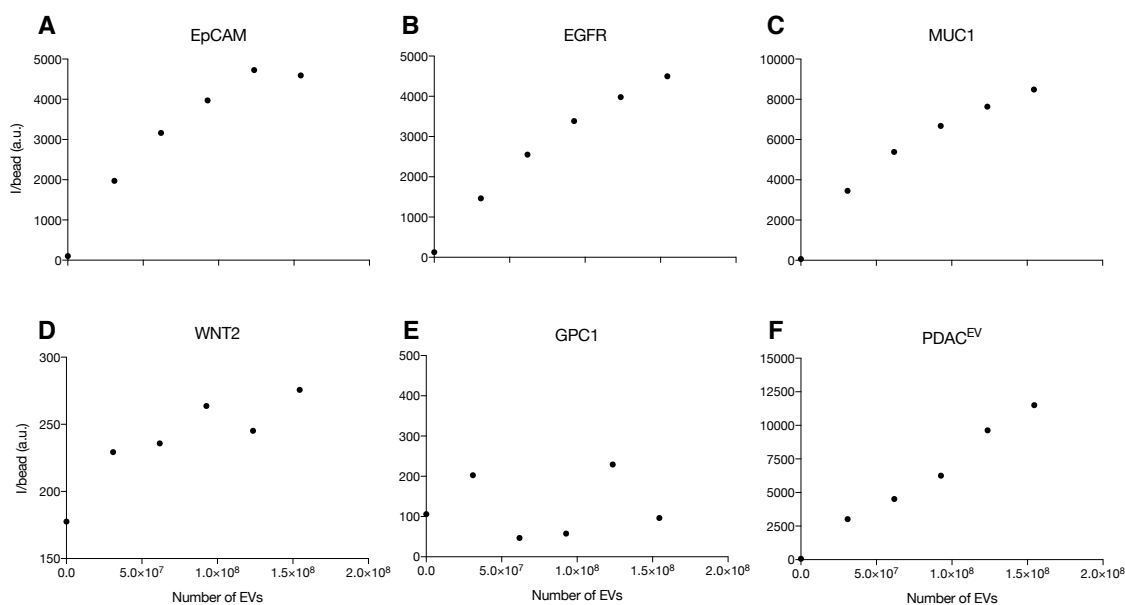 A
EpCAM
5000
4000
3000
2000
1000
0
I/bead (a.u.)
B
EGFR
5000
4000
3000
2000
1000
0
C
MUC1
10000
8000
6000
4000
2000
0
D
WNT2
300
250
200
150
I/bead (a.u.)
0.0 5.0×10⁷ 1.0×10⁸ 1.5×10⁸ 2.0×10⁸
Number of EVs
E
GPC1
500
400
300
200
100
0
0.0 5.0×10⁷ 1.0×10⁸ 1.5×10⁸ 2.0×10⁸
Number of EVs
F
PDAC^EV
15000
12500
10000
7500
5000
2500
0
0.0 5.0×10⁷ 1.0×10⁸ 1.5×10⁸ 2.0×10⁸
Number of EVs